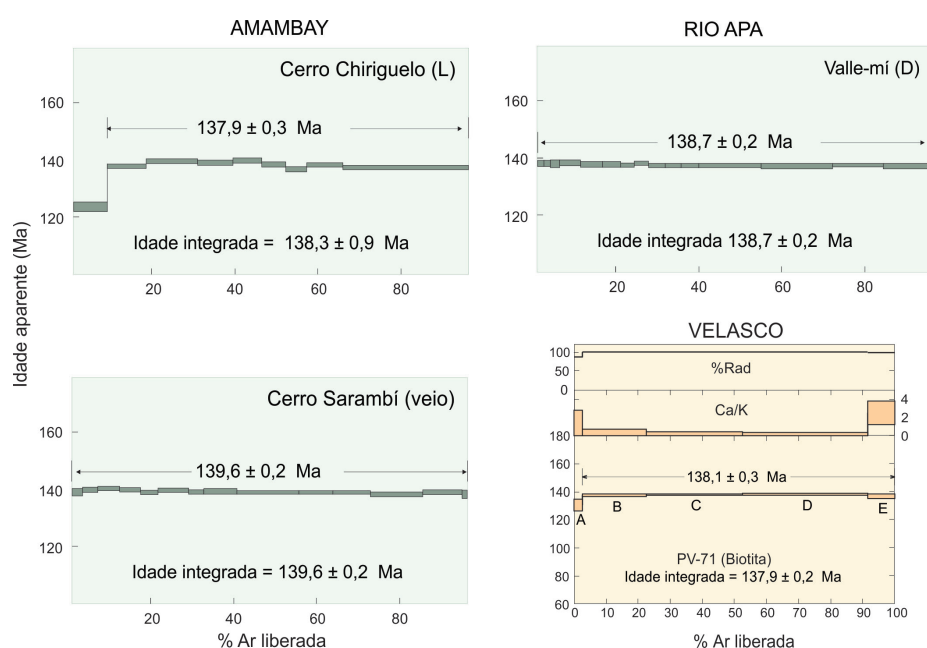 AMAMBAY
Cerro Chiriguelo (L)
160
137,9 ± 0,3 Ma
140
120
Idade integrada = 138,3 ± 0,9 Ma
20 40 60 80
RIO APA
Valle-mí (D)
160
138,7 ± 0,2 Ma
140
120
Idade integrada 138,7 ± 0,2 Ma
20 40 60 80
Idade aparente (Ma)
Cerro Sarambí (veio)
160
139,6 ± 0,2 Ma
140
120
Idade integrada = 139,6 ± 0,2 Ma
20 40 60 80
% Ar liberada
VELASCO
100
%Rad
50
0
4
Ca/K
2
180 0
160
138,1 ± 0,3 Ma
140
A B C D E
120
100
PV-71 (Biotita)
80
Idade integrada = 137,9 ± 0,2 Ma
60
0 10 20 30 40 50 60 70 80 90 100
% Ar liberada